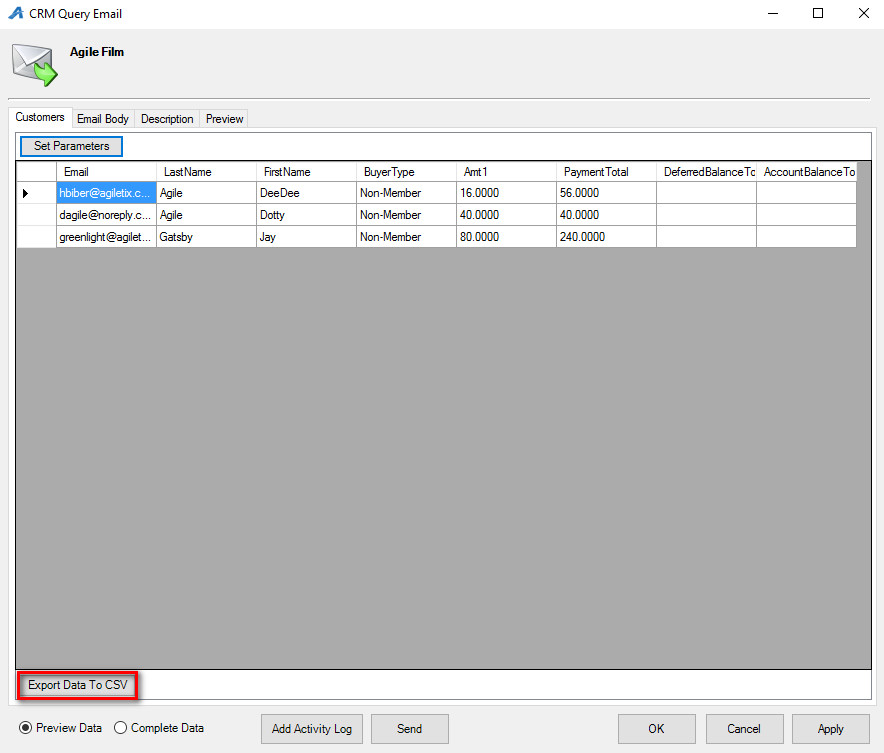 CRM Query Email
Agile Film
Customers Email Body Description Preview
Set Parameters
Email LastName FirstName BuyerType Amt1 PaymentTotal DeferredBalanceTo AccountBalanceTo
hbiber@agiletix.c... Agile DeeDee Non-Member 16.0000 56.0000
dagile@noreply.c... Agile Dotty Non-Member 40.0000 40.0000
greenlight@agilet... Gatsby Jay Non-Member 80.0000 240.0000
Export Data To CSV
Preview Data Complete Data Add Activity Log Send OK Cancel Apply